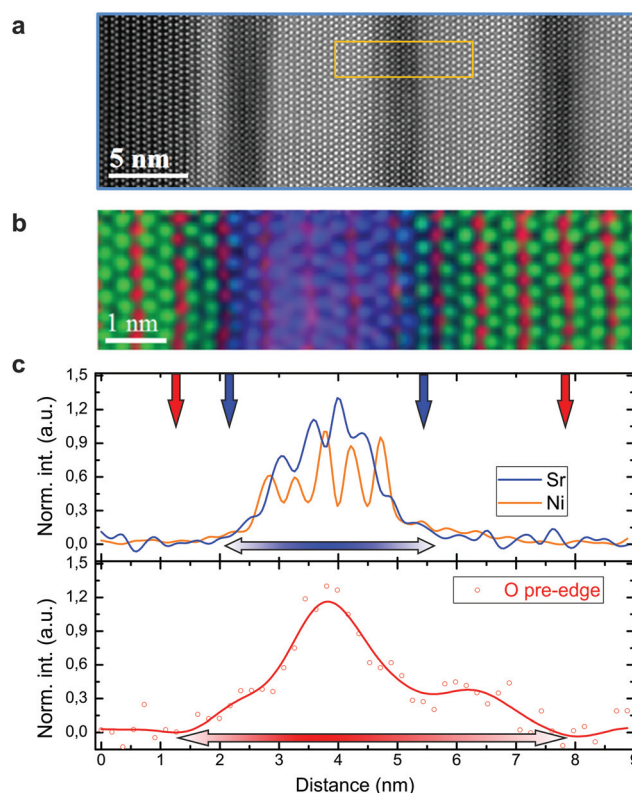 a
5 nm
b
1 nm
c
Norm. int. (a.u.)
1,5
1,2
0,9
0,6
0,3
0,0
Sr
Ni
Norm. int. (a.u.)
1,5
1,2
0,9
0,6
0,3
0,0
O pre-edge
0 1 2 3 4 5 6 7 8 9
Distance (nm)